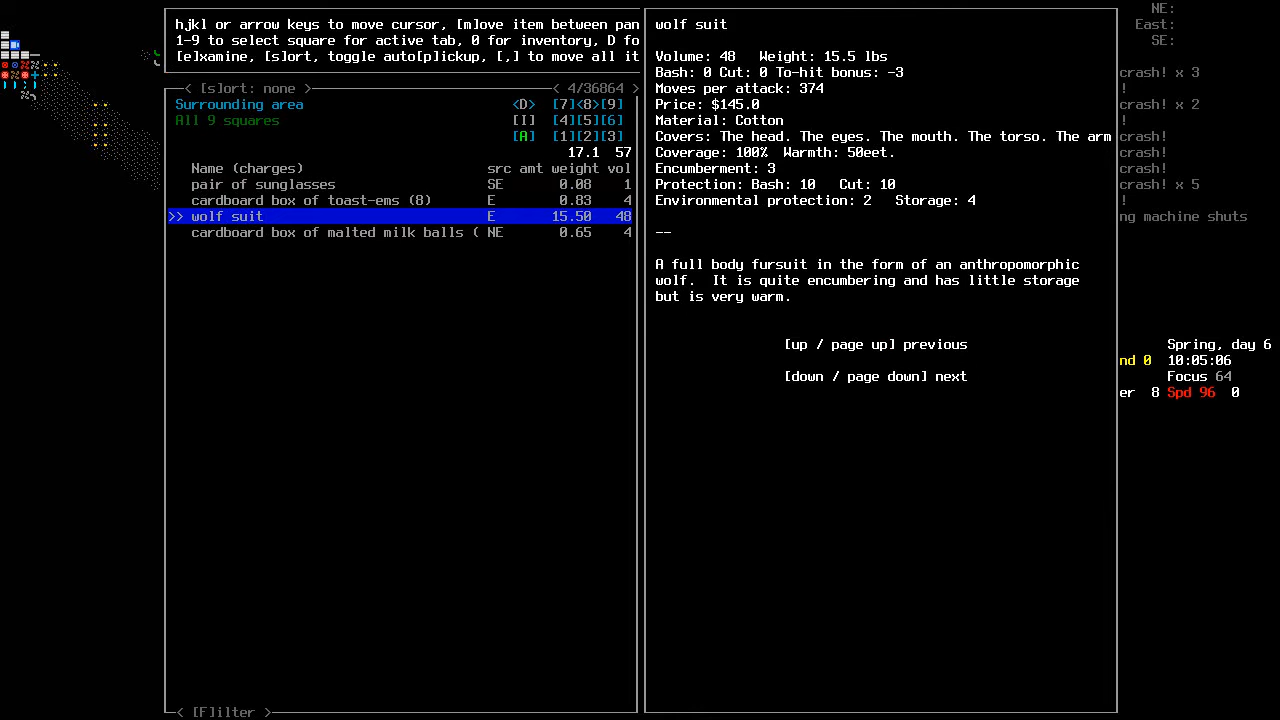 hjkl or arrow keys to move cursor, [m]ove item between pan
1-9 to select square for active tab, 0 for inventory, D fo
[e]xamine, [s]ort, toggle auto[p]ickup, [,] to move all it
< [s]ort: none > < 4/36864 >
Surrounding area <D> [7]<8>[9]
All 9 squares [I] [4][5][6]
[A] [1][2][3]
17.1 57
Name (charges) src amt weight vol
pair of sunglasses SE 0.08 1
cardboard box of toast-ems (8) E 0.83 4
>> wolf suit E 15.50 48
cardboard box of malted milk balls ( NE 0.65 4
< [F]ilter >
wolf suit
Volume: 48 Weight: 15.5 lbs
Bash: 0 Cut: 0 To-hit bonus: -3
Moves per attack: 374
Price: $145.0
Material: Cotton
Covers: The head. The eyes. The mouth. The torso. The arm
Coverage: 100% Warmth: 50eet.
Encumberment: 3
Protection: Bash: 10 Cut: 10
Environmental protection: 2 Storage: 4
--
A full body fursuit in the form of an anthropomorphic
wolf. It is quite encumbering and has little storage
but is very warm.
[up / page up] previous
[down / page down] next
NE:
East:
SE:
crash! x 3
!
crash! x 2
!
crash!
crash!
crash!
crash! x 5
!
ng machine shuts
Spring, day 6
nd 0 10:05:06
Focus 64
er 8 Spd 96 0